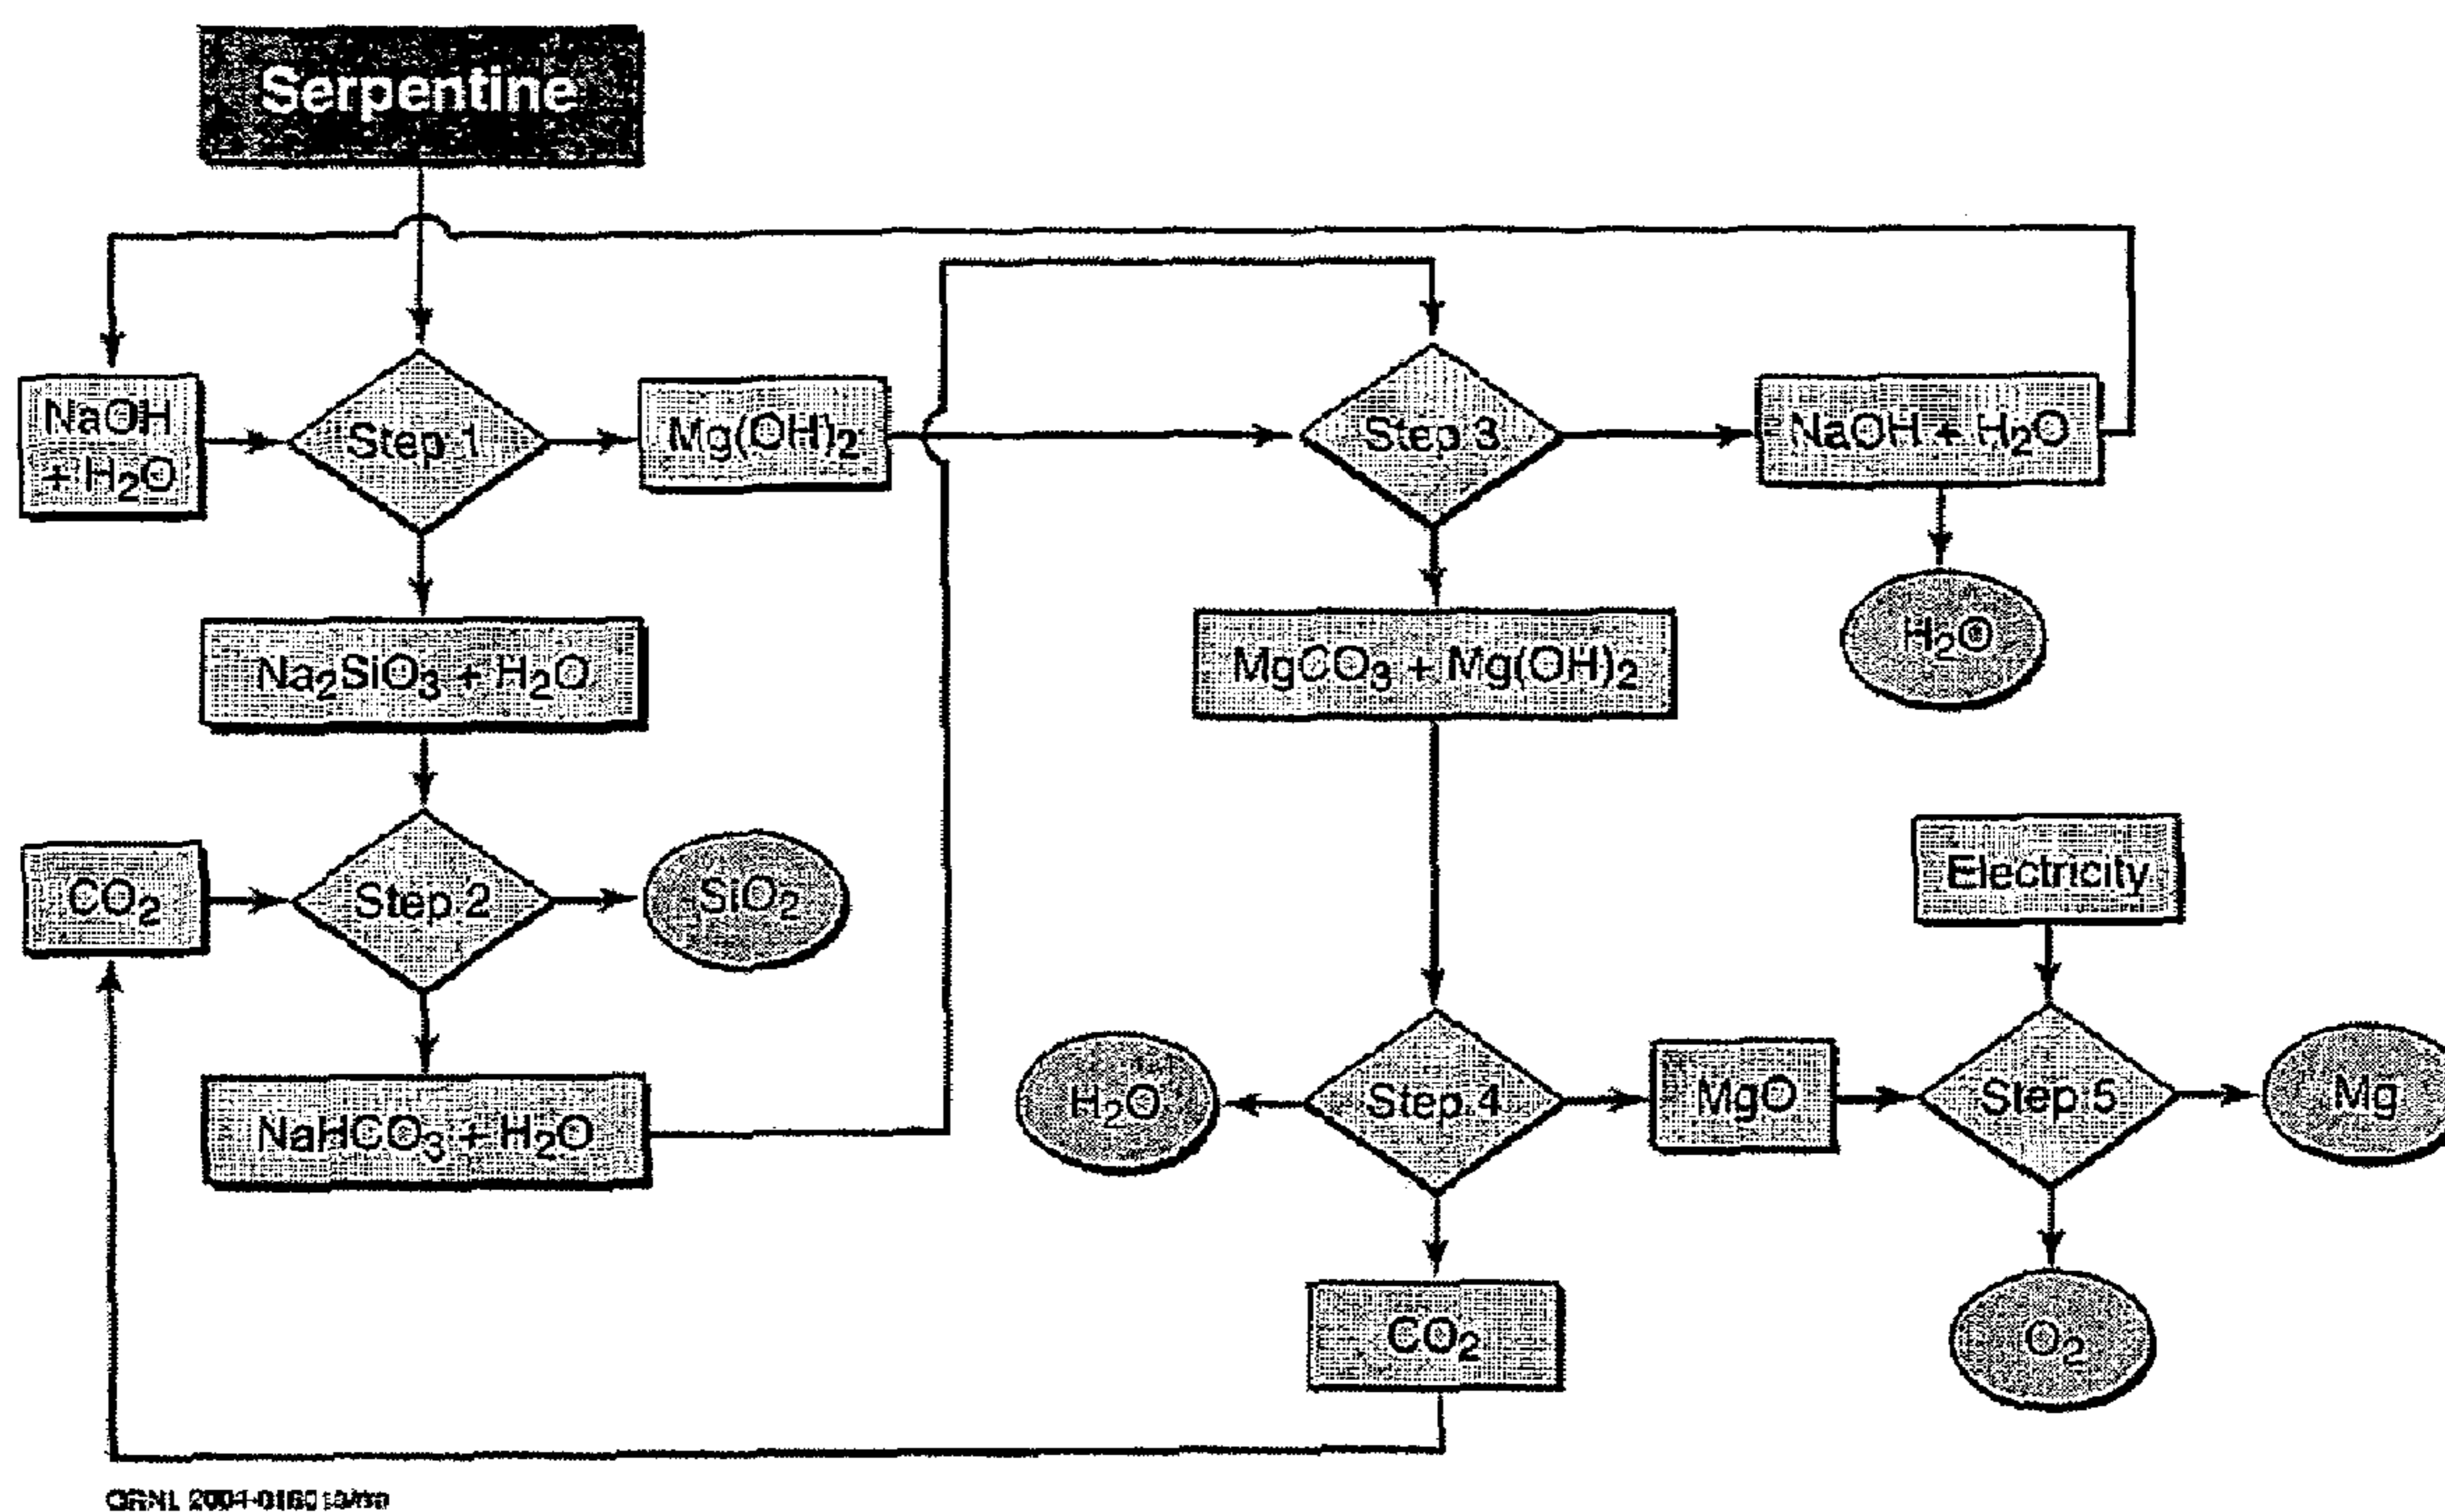 Serpentine
NaOH
+ H₂O
Step 1
Mg(OH)₂
Step 3
NaOH + H₂O
H₂O
Na₂SiO₃ + H₂O
MgCO₃ + Mg(OH)₂
CO₂
Step 2
SiO₂
Electricity
NaHCO₃ + H₂O
H₂O
Step 4
MgO
Step 5
Mg
CO₂
O₂
ORNL